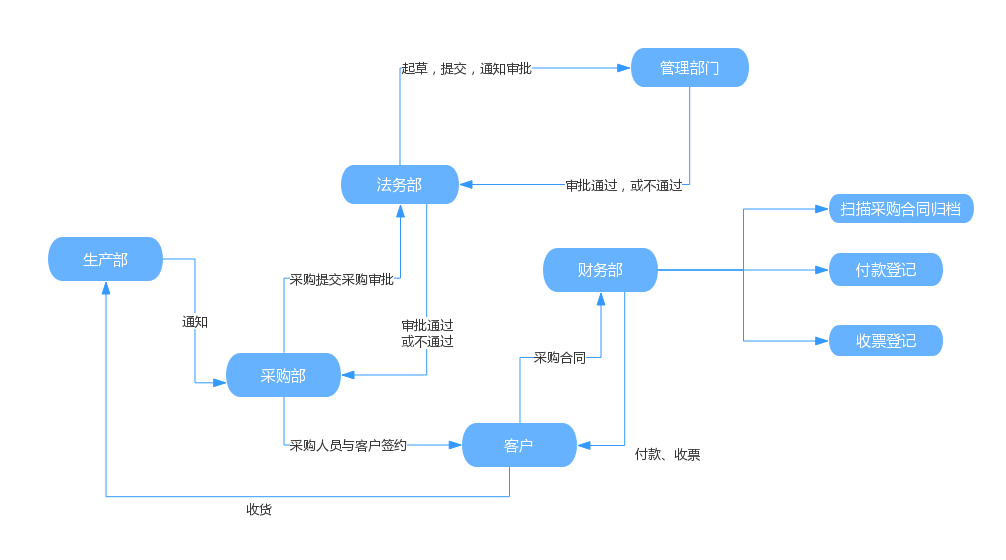 起草，提交，通知审批
管理部门
法务部
审批通过，或不通过
扫描采购合同归档
生产部
财务部
付款登记
采购提交采购审批
通知
审批通过
或不通过
收票登记
采购合同
采购部
采购人员与客户签约
客户
付款、收票
收货